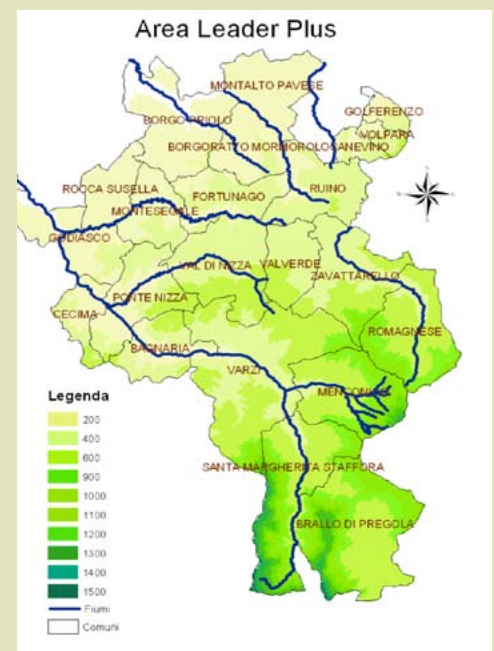 Area Leader Plus
MONTALTO PAVESE
GOLFERENZO
BORGO PRIOLO
VOLPARA
BORGORATTO MORMOROLO
CANEVINO
ROCCA SUSELLA
FORTUNAGO
RUINO
MONTESEGALE
GODIASCO
VAL DI NIZZA
VALVERDE
ZAVATTARELLO
PONTE NIZZA
CECIMA
ROMAGNESE
BAGNARIA
VARZI
MENCONICO
SANTA MARGHERITA STAFFORA
BRALLO DI PREGOLA
Legenda
200
400
600
900
1000
1100
1200
1300
1400
1500
Fiumi
Comuni